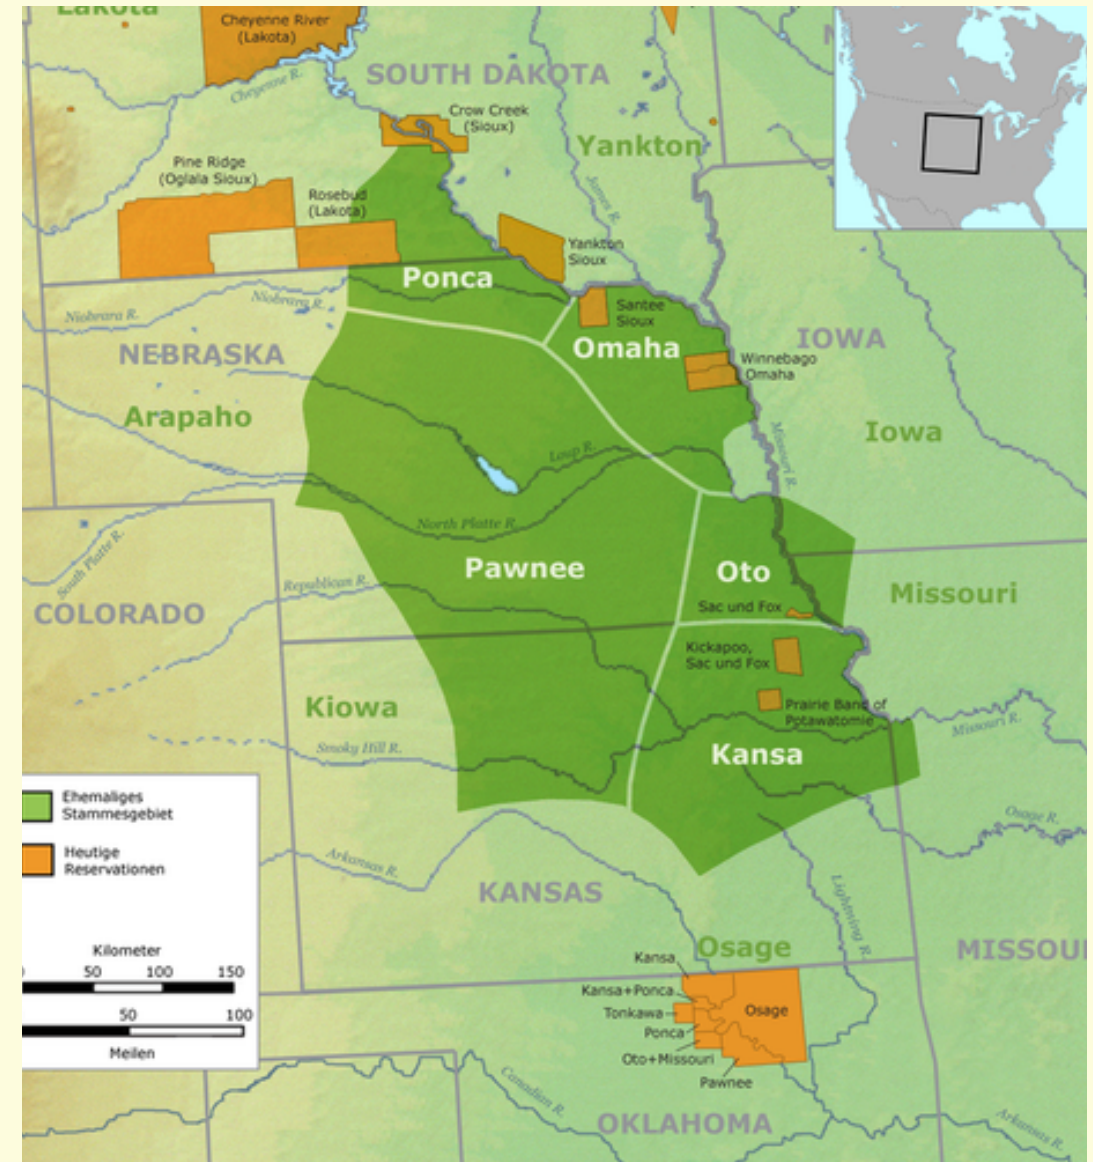 Lakota
Cheyenne River
(Lakota)
Cheyenne R.
SOUTH DAKOTA
Crow Creek
(Sioux)
Yankton
Pine Ridge
(Oglala Sioux)
Rosebud
(Lakota)
James R.
Yankton
Sioux
Ponca
Niobrara R.
Niobrara R.
Santee
Sioux
NEBRASKA
Omaha
IOWA
Winnebago
Omaha
Arapaho
Iowa
Missouri R.
Loup R.
North Platte R.
South Platte R.
Pawnee
Oto
Republican R.
Missouri
COLORADO
Sac und Fox
Kickapoo,
Sac und Fox
Kiowa
Prairie Band of
Potawatomie
Missouri R.
Smoky Hill R.
Kansa
Ehemaliges
Stammesgebiet
Osage R.
Heutige
Reservationen
Arkansas R.
KANSAS
Lightning R.
Osage
MISSOU
Kilometer
50 100 150
50 100
Meilen
Kansa
Kansa+Ponca
Tonkawa
Osage
Ponca
Oto+Missouri
Pawnee
Canadian R.
OKLAHOMA
Arkansas R.